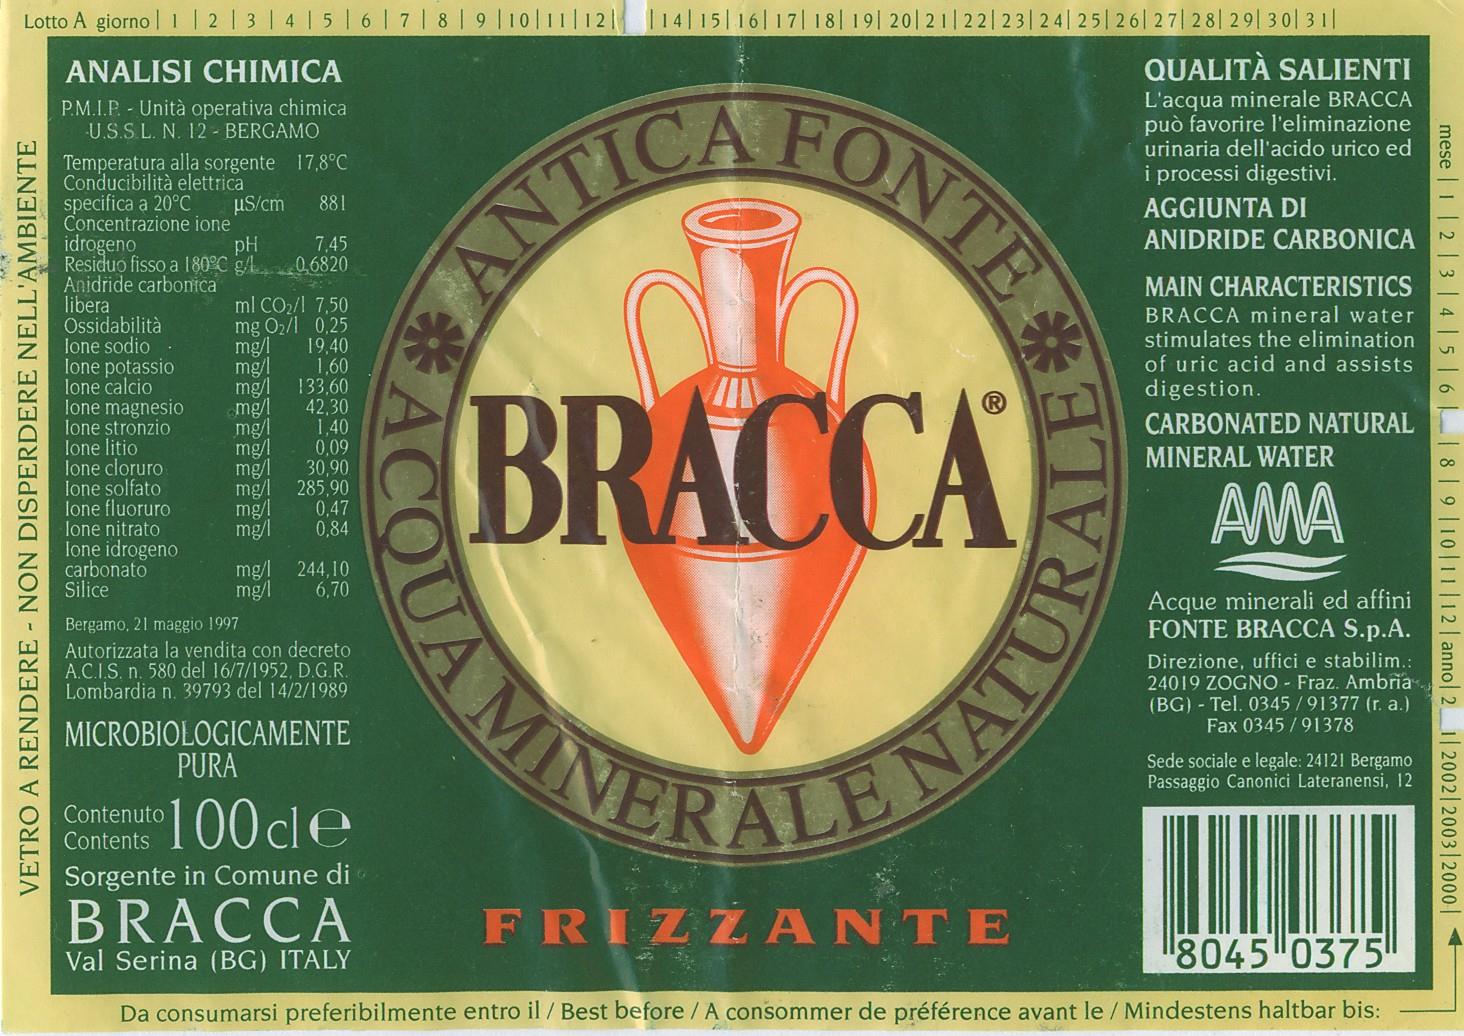 Lotto A giorno | 1 | 2 | 3 | 4 | 5 | 6 | 7 | 8 | 9 |10|11|12| |14|15|16|17|18|19|20|21|22|23|24|25|26|27|28|29|30|31|
VETRO A RENDERE - NON DISPERDERE NELL'AMBIENTE
ANALISI CHIMICA
P.M.I.P. - Unità operativa chimica
U.S.S.L. N. 12 - BERGAMO
Temperatura alla sorgente 17,8°C
Conducibilità elettrica
specifica a 20°C µS/cm 881
Concentrazione ione
idrogeno pH 7,45
Residuo fisso a 180°C g/l 0,6820
Anidride carbonica
libera ml CO2/l 7,50
Ossidabilità mg O2/l 0,25
Ione sodio mg/l 19,40
Ione potassio mg/l 1,60
Ione calcio mg/l 133,60
Ione magnesio mg/l 42,30
Ione stronzio mg/l 1,40
Ione litio mg/l 0,09
Ione cloruro mg/l 30,90
Ione solfato mg/l 285,90
Ione fluoruro mg/l 0,47
Ione nitrato mg/l 0,84
Ione idrogeno
carbonato mg/l 244,10
Silice mg/l 6,70
Bergamo, 21 maggio 1997
Autorizzata la vendita con decreto
A.C.I.S. n. 580 del 16/7/1952, D.G.R.
Lombardia n. 39793 del 14/2/1989
MICROBIOLOGICAMENTE
PURA
Contenuto
Contents 100 cl e
Sorgente in Comune di
BRACCA
Val Serina (BG) ITALY
ANTICA FONTE
BRACCA®
ACQUA MINERALE NATURALE
FRIZZANTE
QUALITÀ SALIENTI
L'acqua minerale BRACCA
può favorire l'eliminazione
urinaria dell'acido urico ed
i processi digestivi.
AGGIUNTA DI
ANIDRIDE CARBONICA
MAIN CHARACTERISTICS
BRACCA mineral water
stimulates the elimination
of uric acid and assists
digestion.
CARBONATED NATURAL
MINERAL WATER
AMA
Acque minerali ed affini
FONTE BRACCA S.p.A.
Direzione, uffici e stabilim.:
24019 ZOGNO - Fraz. Ambria
(BG) - Tel. 0345 / 91377 (r. a.)
Fax 0345 / 91378
Sede sociale e legale: 24121 Bergamo
Passaggio Canonici Lateranensi, 12
8045 0375
mese | 1 | 2 | 3 | 4 | 5 | 6 | | 8 | 9 |10|11|12|anno|2 1|2002|2003|2000|
Da consumarsi preferibilmente entro il / Best before / A consommer de préférence avant le / Mindestens haltbar bis: